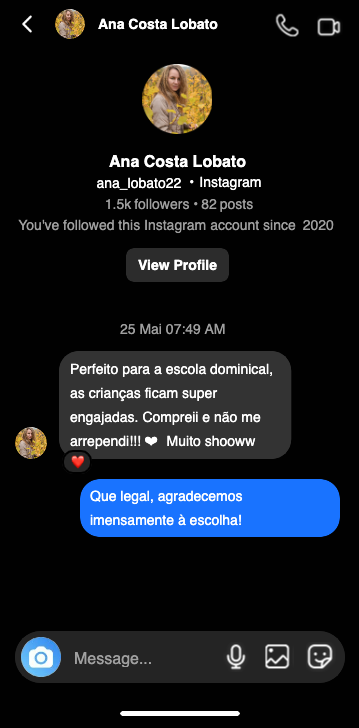 Ana Costa Lobato
Ana Costa Lobato
ana_lobato22 • Instagram
1.5k followers • 82 posts
You've followed this Instagram account since 2020
View Profile
25 Mai 07:49 AM
Perfeito para a escola dominical,
as crianças ficam super
engajadas. Compreii e não me
arrependi!!! ❤ Muito shooww
Que legal, agradecemos
imensamente à escolha!
Message...